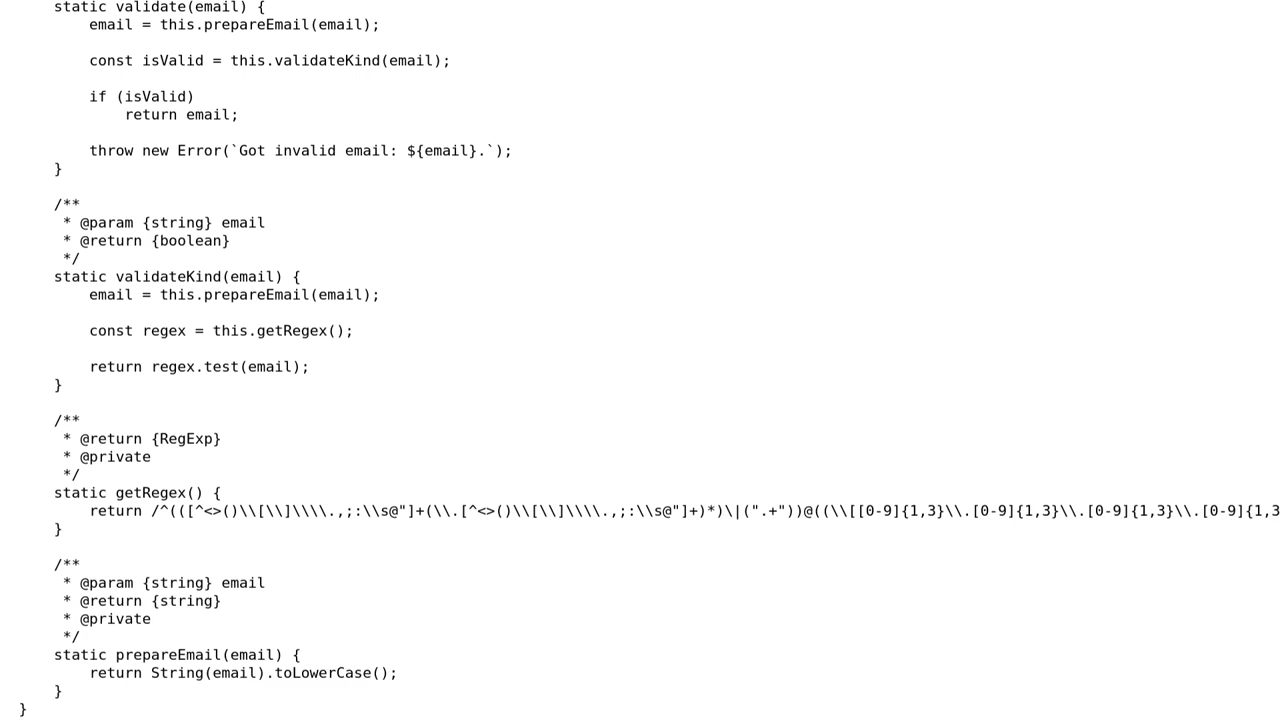 static validate(email) {
email = this.prepareEmail(email);
const isValid = this.validateKind(email);
if (isValid)
return email;
throw new Error(`Got invalid email: ${email}.`);
}
/**
* @param {string} email
* @return {boolean}
*/
static validateKind(email) {
email = this.prepareEmail(email);
const regex = this.getRegex();
return regex.test(email);
}
/**
* @return {RegExp}
* @private
*/
static getRegex() {
return /^(([^<>()\\[\\]\\\\.,;:\\s@"]+(\\.[^<>()\\[\\]\\\\.,;:\\s@"]+)*)\|(".+"))@((\\[[0-9]{1,3}\\.[0-9]{1,3}\\.[0-9]{1,3}\\.[0-9]{1,3
}
/**
* @param {string} email
* @return {string}
* @private
*/
static prepareEmail(email) {
return String(email).toLowerCase();
}
}